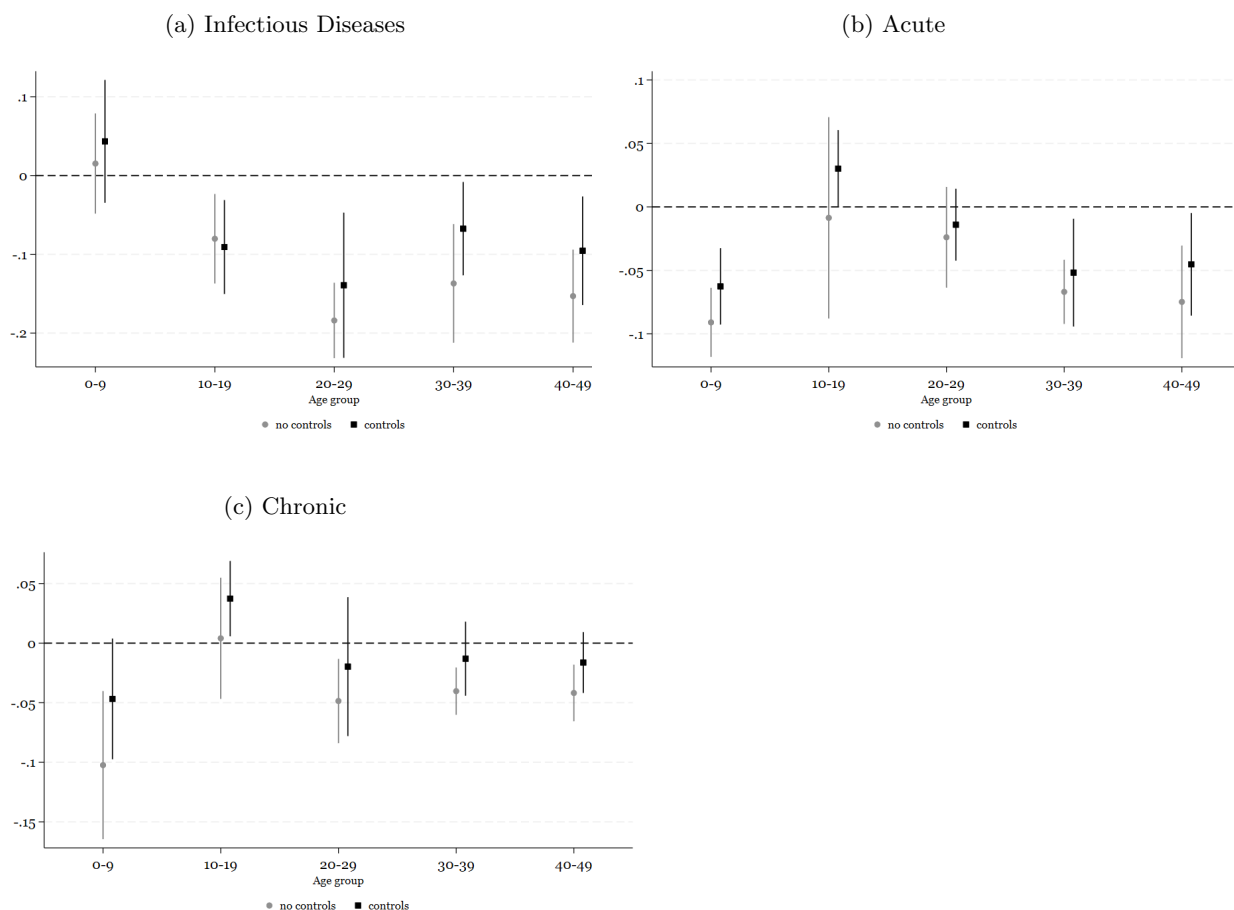 (a) Infectious Diseases
.1
0
-.1
-.2
0-9 10-19 20-29 30-39 40-49
Age group
no controls controls
(b) Acute
.1
.05
0
-.05
-.1
0-9 10-19 20-29 30-39 40-49
Age group
no controls controls
(c) Chronic
.05
0
-.05
-.1
-.15
0-9 10-19 20-29 30-39 40-49
Age group
no controls controls